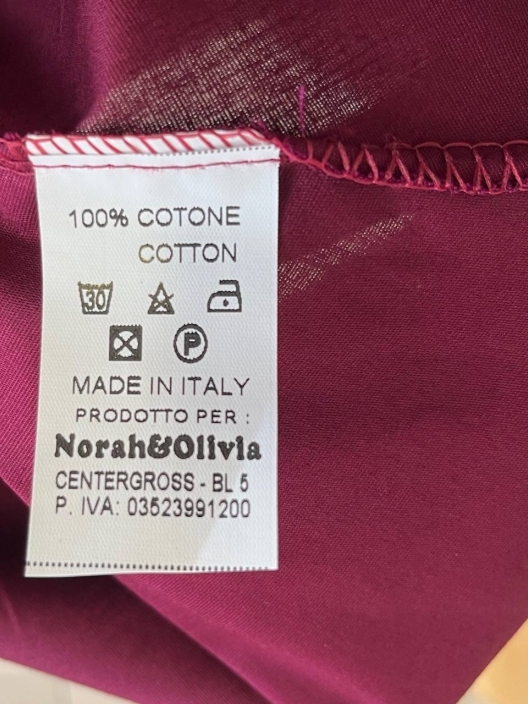 100% COTONE
COTTON
30
P
MADE IN ITALY
PRODOTTO PER :
Norah&Olivia
CENTERGROSS - BL 5
P. IVA: 03523991200